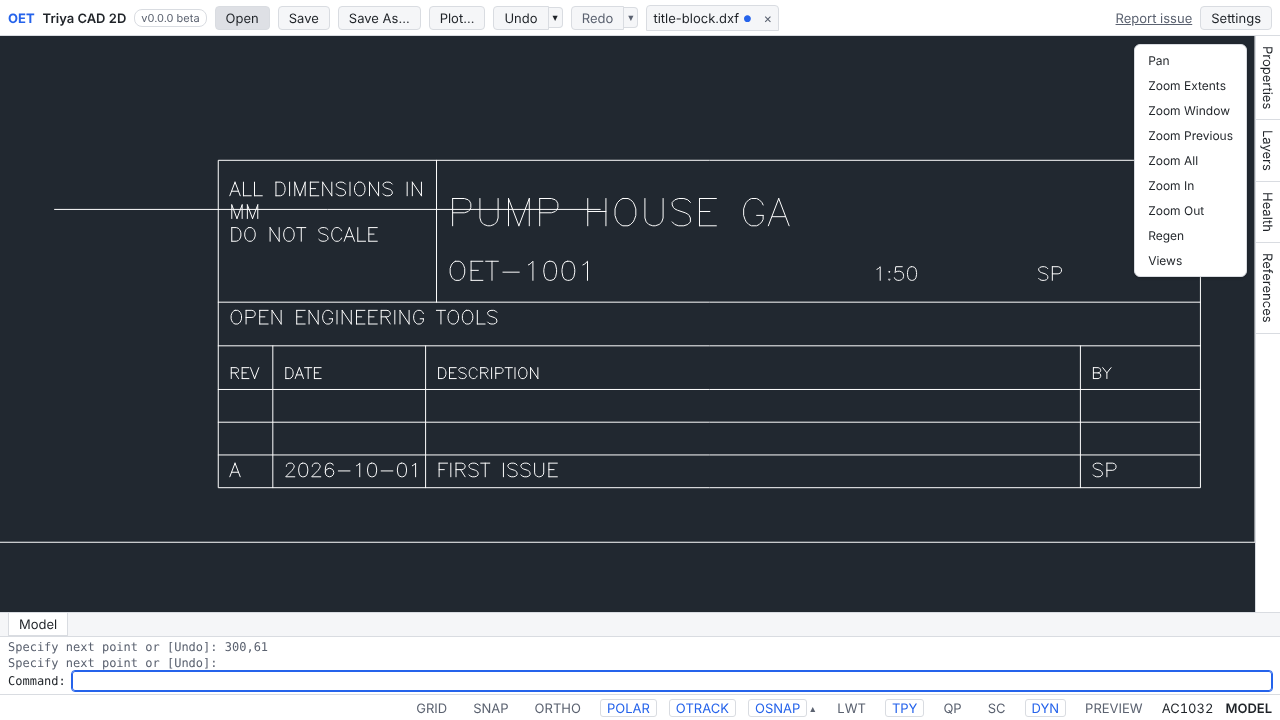 OET Triya CAD 2D v0.0.0 beta Open Save Save As... Plot... Undo ▾ Redo ▾ title-block.dxf × Report issue Settings
Pan
Zoom Extents
Zoom Window
Zoom Previous
Zoom All
Zoom In
Zoom Out
Regen
Views
Properties
Layers
Health
References
ALL DIMENSIONS IN
MM
DO NOT SCALE
PUMP HOUSE GA
OET-1001 1:50 SP
OPEN ENGINEERING TOOLS
REV DATE DESCRIPTION BY
A 2026-10-01 FIRST ISSUE SP
Model
Specify next point or [Undo]: 300,61
Specify next point or [Undo]:
Command:
GRID SNAP ORTHO POLAR OTRACK OSNAP ▴ LWT TPY QP SC DYN PREVIEW AC1032 MODEL